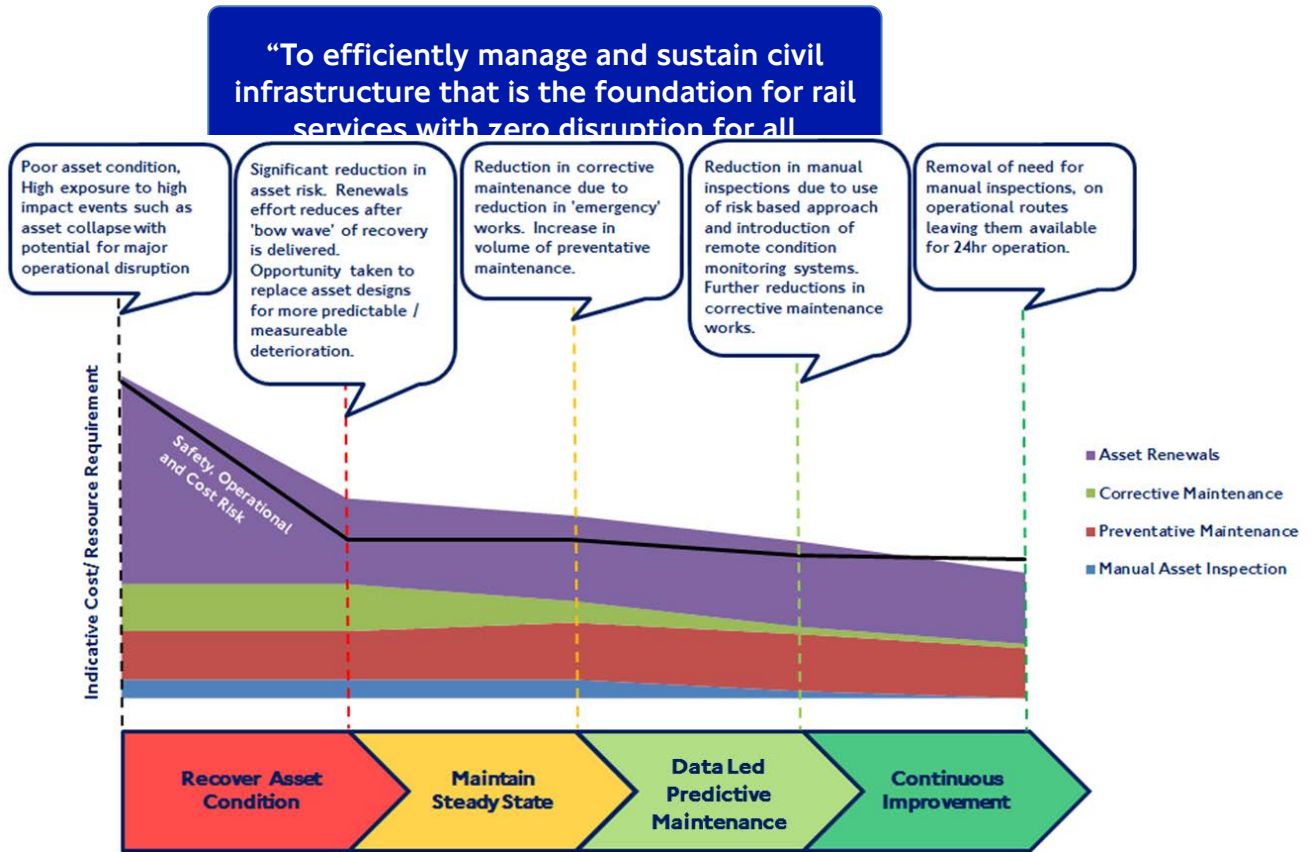 “To efficiently manage and sustain civil
infrastructure that is the foundation for rail
services with zero disruption for all
Poor asset condition,
High exposure to high
impact events such as
asset collapse with
potential for major
operational disruption
Significant reduction in
asset risk. Renewals
effort reduces after
'bow wave' of recovery
is delivered.
Opportunity taken to
replace asset designs
for more predictable /
measureable
deterioration.
Reduction in corrective
maintenance due to
reduction in 'emergency'
works. Increase in
volume of preventative
maintenance.
Reduction in manual
inspections due to use
of risk based approach
and introduction of
remote condition
monitoring systems.
Further reductions in
corrective maintenance
works.
Removal of need for
manual inspections, on
operational routes
leaving them available
for 24hr operation.
Indicative Cost/ Resource Requirement
Safety, Operational
and Cost Risk
Asset Renewals
Corrective Maintenance
Preventative Maintenance
Manual Asset Inspection
Recover Asset
Condition
Maintain
Steady State
Data Led
Predictive
Maintenance
Continuous
Improvement